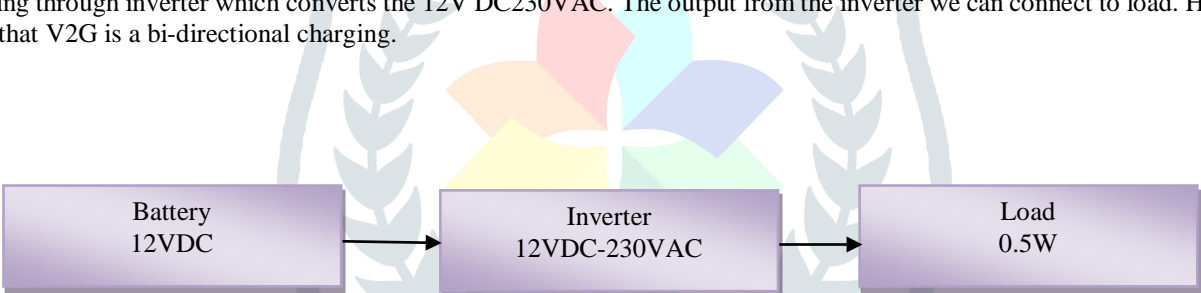 ing through inverter which converts the 12V DC230VAC. The output from the inverter we can connect to load. H
that V2G is a bi-directional charging.
Battery
12VDC
Inverter
12VDC-230VAC
Load
0.5W